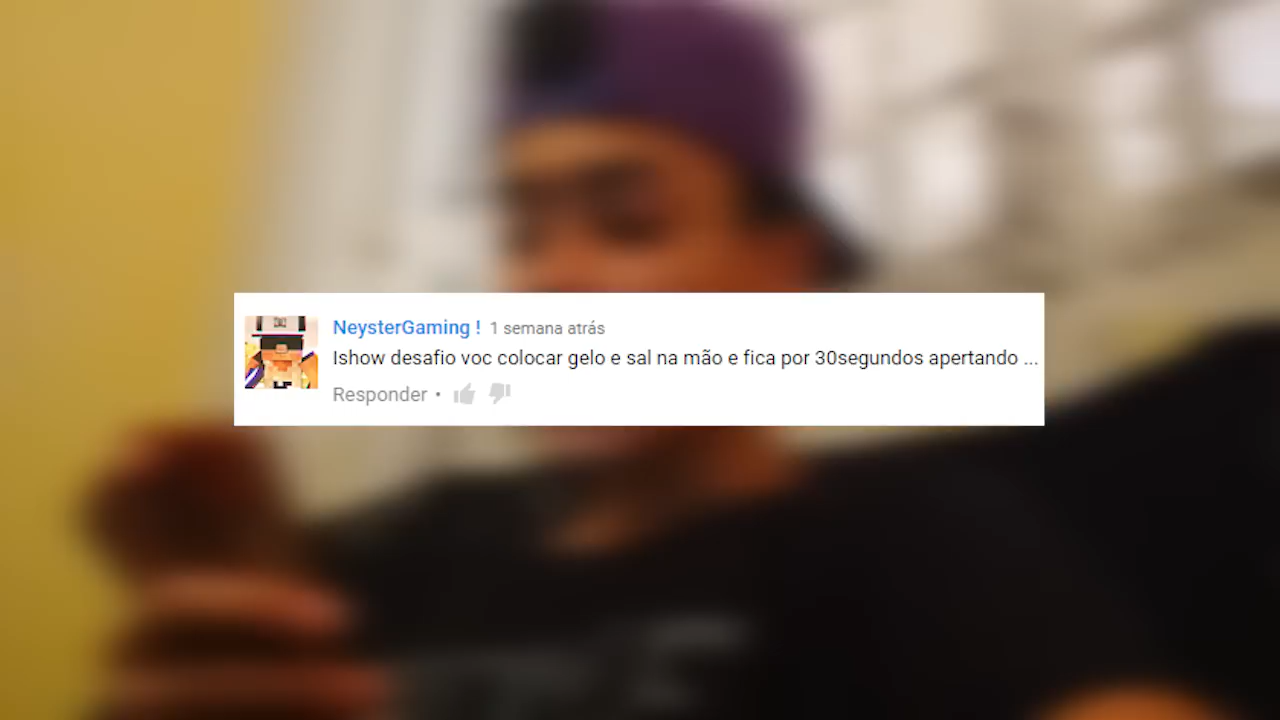 NeysterGaming ! 1 semana atrás
Ishow desafio voc colocar gelo e sal na mão e fica por 30segundos apertando ...
Responder •